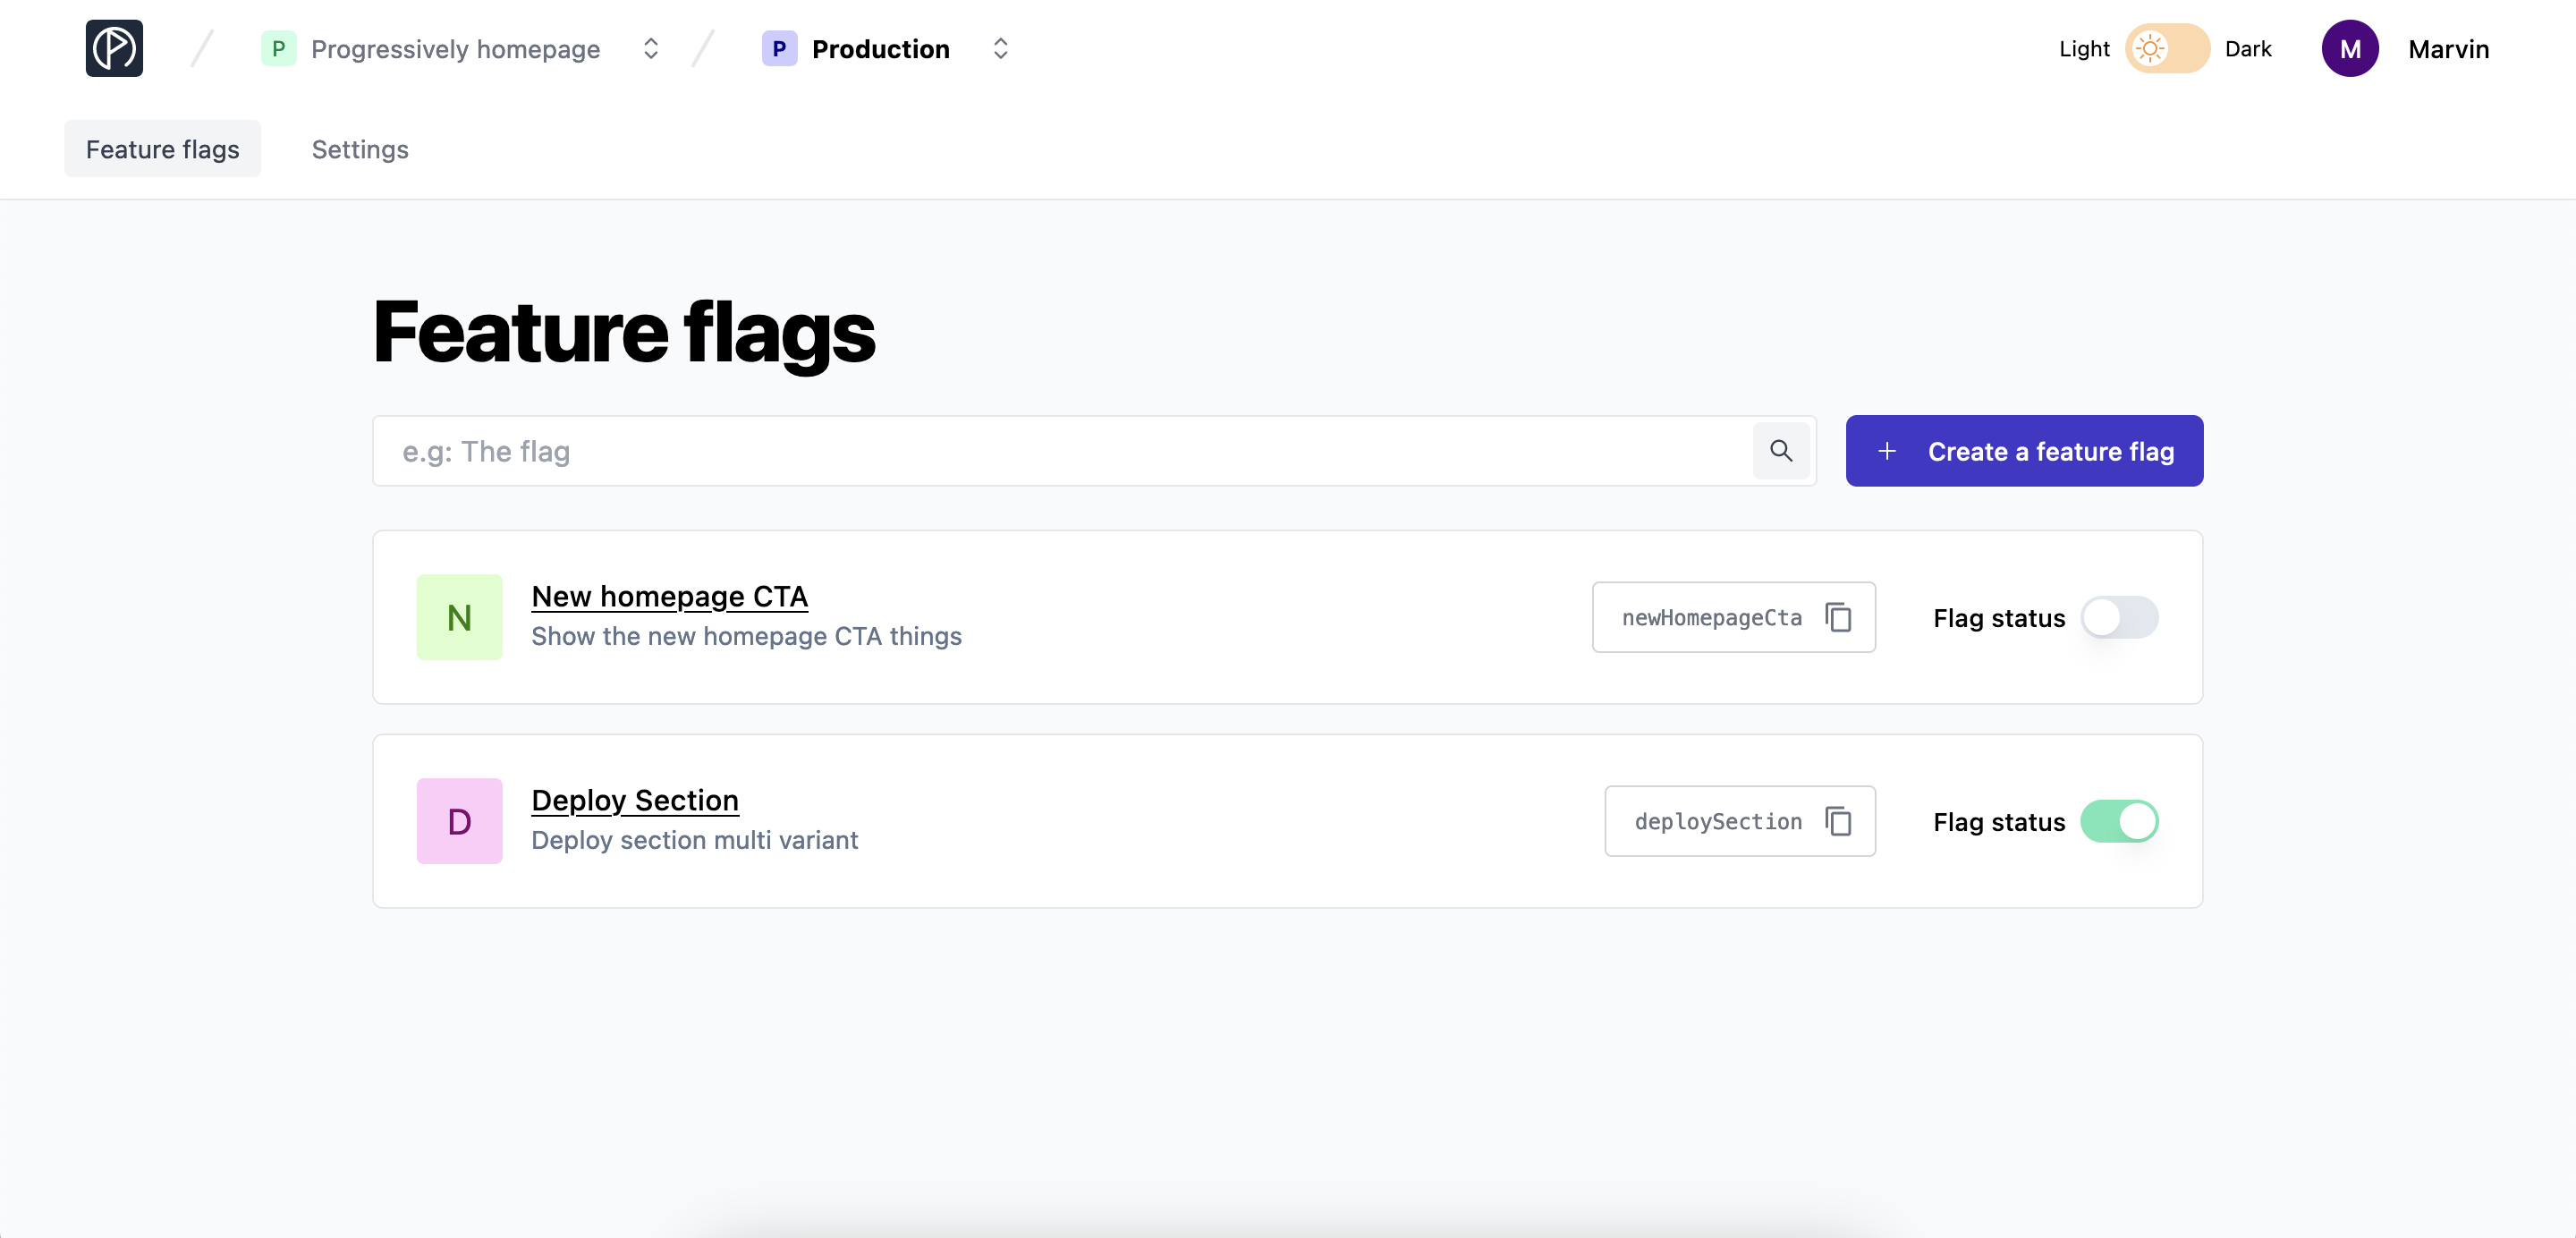 P Progressively homepage P Production Light Dark M Marvin
Feature flags Settings
Feature flags
e.g: The flag
Create a feature flag
N
New homepage CTA
Show the new homepage CTA things
newHomepageCta
Flag status
D
Deploy Section
Deploy section multi variant
deploySection
Flag status